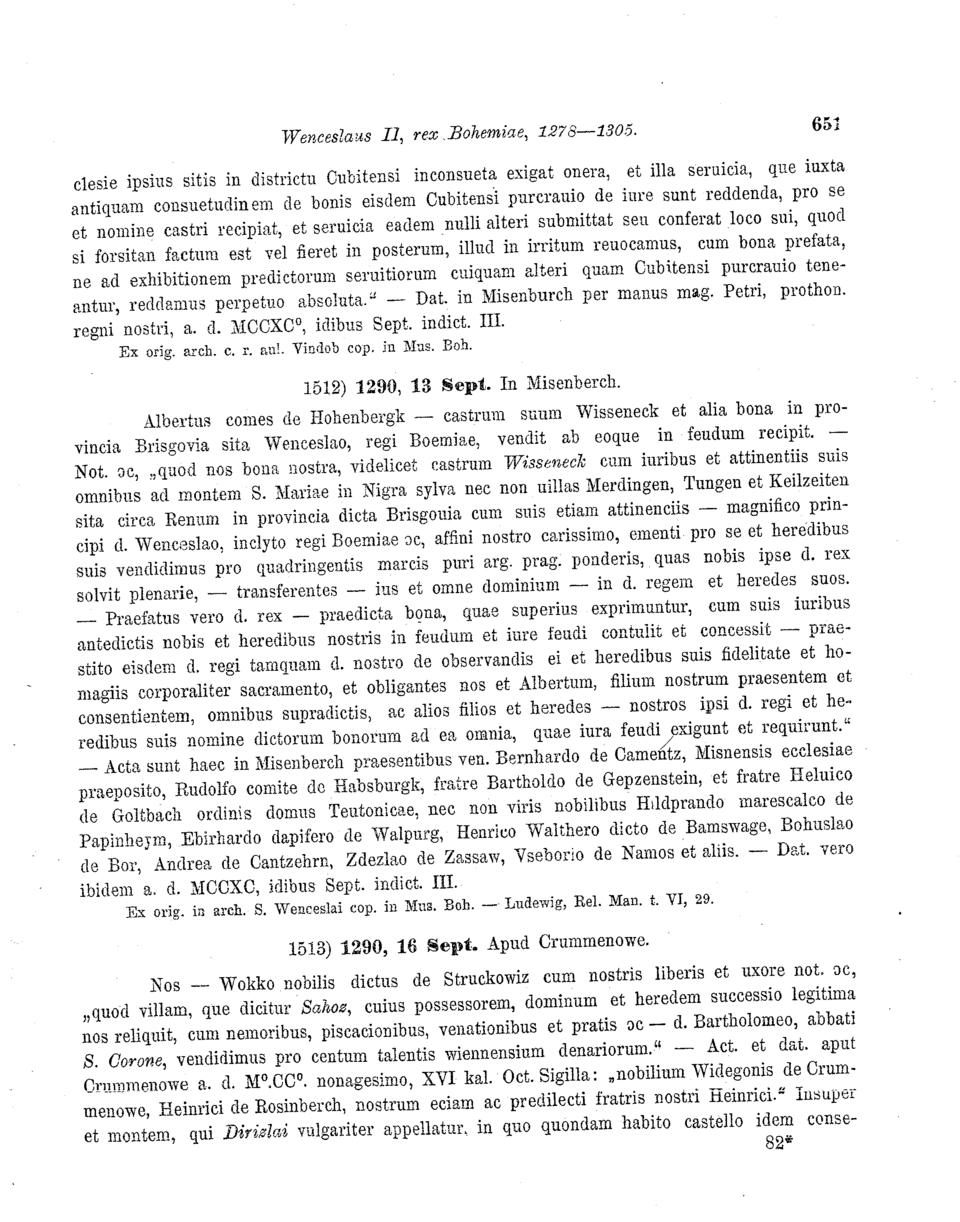 Wenceslaus II, rex Bohemiae, 1278—1305.
651
clesie ipsius sitis in districtu Cubitensi inconsueta exigat onera, et illa seruicia, que iuxta
antiquam consuetudinem de bonis eisdem Cubitensi purcrauio de iure sunt reddenda, pro se
et nomine castri recipiat, et seruicia eadem nulli alteri submittat seu conferat loco sui, quod
si forsitan factum est vel fieret in posterum, illud in irritum reuocamus, cum bona prefata,
ne ad exhibitionem predictorum seruitiorum cuiquam alteri quam Cubitensi purcrauio tene-
antur, reddamus perpetuo absoluta.“ — Dat. in Misenburch per manus mag. Petri, prothon.
regni nostri, a. d. MCCXC⁰, idibus Sept. indict. III.
Ex orig. arch. c. r. aul. Vindob cop. in Mus. Boh.
1512) 1290, 13 Sept. In Misenberch.
Albertus comes de Hohenbergk — castrum suum Wisseneck et alia bona in pro-
vincia Brisgovia sita Wenceslao, regi Boemiae, vendit ab eoque in feudum recipit. —
Not. ɔc, „quod nos bona nostra, videlicet castrum Wisseneck cum iuribus et attinentiis suis
omnibus ad montem S. Mariae in Nigra sylva nec non uillas Merdingen, Tungen et Keilzeiten
sita circa Renum in provincia dicta Brisgouia cum suis etiam attinenciis — magnifico prin-
cipi d. Wenceslao, inclyto regi Boemiae ɔc, affini nostro carissimo, ementi pro se et heredibus
suis vendidimus pro quadringentis marcis puri arg. prag. ponderis, quas nobis ipse d. rex
solvit plenarie, — transferentes — ius et omne dominium — in d. regem et heredes suos.
— Praefatus vero d. rex — praedicta bona, quae superius exprimuntur, cum suis iuribus
antedictis nobis et heredibus nostris in feudum et iure feudi contulit et concessit — prae-
stito eisdem d. regi tamquam d. nostro de observandis ei et heredibus suis fidelitate et ho-
magiis corporaliter sacramento, et obligantes nos et Albertum, filium nostrum praesentem et
consentientem, omnibus supradictis, ac alios filios et heredes — nostros ipsi d. regi et he-
redibus suis nomine dictorum bonorum ad ea omnia, quae iura feudi exigunt et requirunt.“
— Acta sunt haec in Misenberch praesentibus ven. Bernhardo de Camentz, Misnensis ecclesiae
praeposito, Rudolfo comite de Habsburgk, fratre Bartholdo de Gepzenstein, et fratre Heluico
de Goltbach ordinis domus Teutonicae, nec non viris nobilibus Hildprando marescalco de
Papinheym, Ebirhardo dapifero de Walpurg, Henrico Walthero dicto de Bamswage, Bohuslao
de Bor, Andrea de Cantzehrn, Zdezlao de Zassaw, Vseborio de Namos et aliis. — Dat. vero
ibidem a. d. MCCXC, idibus Sept. indict. III.
Ex orig. in arch. S. Wenceslai cop. in Mus. Boh. — Ludewig, Rel. Man. t. VI, 29.
1513) 1290, 16 Sept. Apud Crummenowe.
Nos — Wokko nobilis dictus de Struckowiz cum nostris liberis et uxore not. ɔc,
„quod villam, que dicitur Sahoz, cuius possessorem, dominum et heredem successio legitima
nos reliquit, cum nemoribus, piscacionibus, venationibus et pratis ɔc — d. Bartholomeo, abbati
S. Corone, vendidimus pro centum talentis wiennensium denariorum.“ — Act. et dat. aput
Crummenowe a. d. M⁰.CC⁰. nonagesimo, XVI kal. Oct. Sigilla: „nobilium Widegonis de Crum-
menowe, Heinrici de Rosinberch, nostrum eciam ac predilecti fratris nostri Heinrici.“ Insuper
et montem, qui Dirizlai vulgariter appellatur, in quo quondam habito castello idem conse-
82*